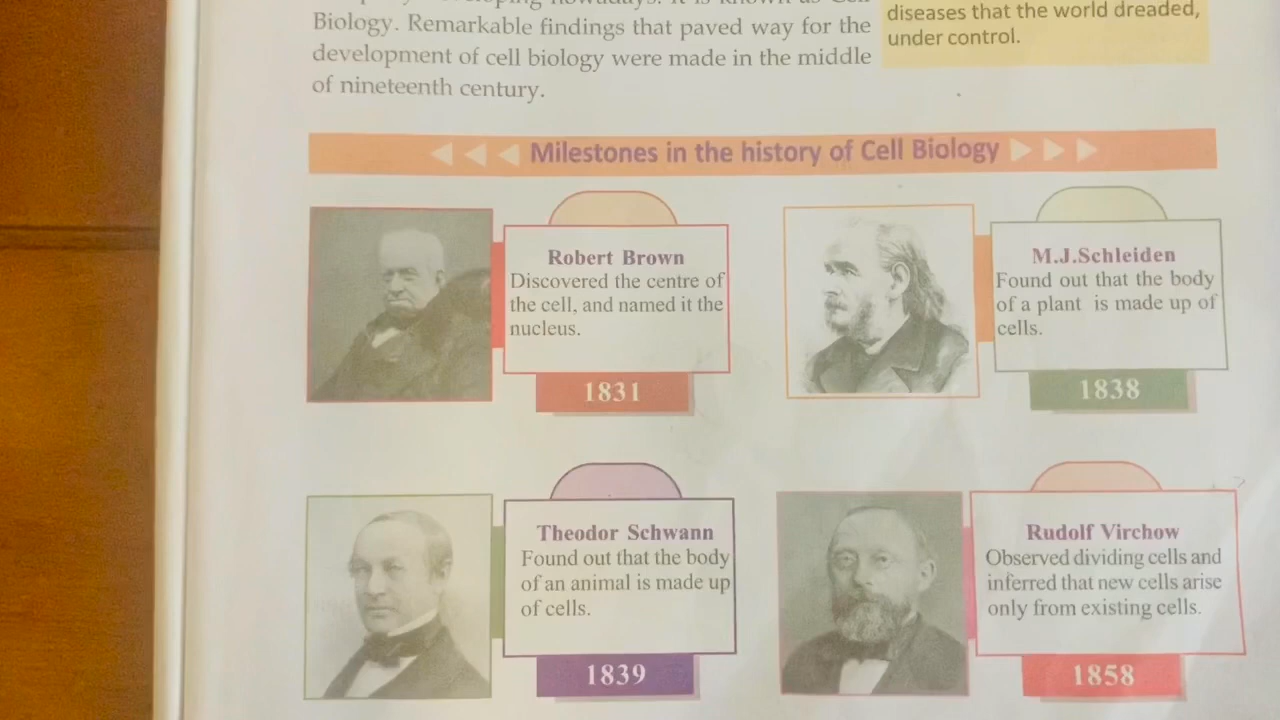 Biology. Remarkable findings that paved way for the
development of cell biology were made in the middle
of nineteenth century.
diseases that the world dreaded,
under control.
Milestones in the history of Cell Biology
Robert Brown
Discovered the centre of
the cell, and named it the
nucleus.
1831
M.J.Schleiden
Found out that the body
of a plant is made up of
cells.
1838
Theodor Schwann
Found out that the body
of an animal is made up
of cells.
1839
Rudolf Virchow
Observed dividing cells and
inferred that new cells arise
only from existing cells.
1858